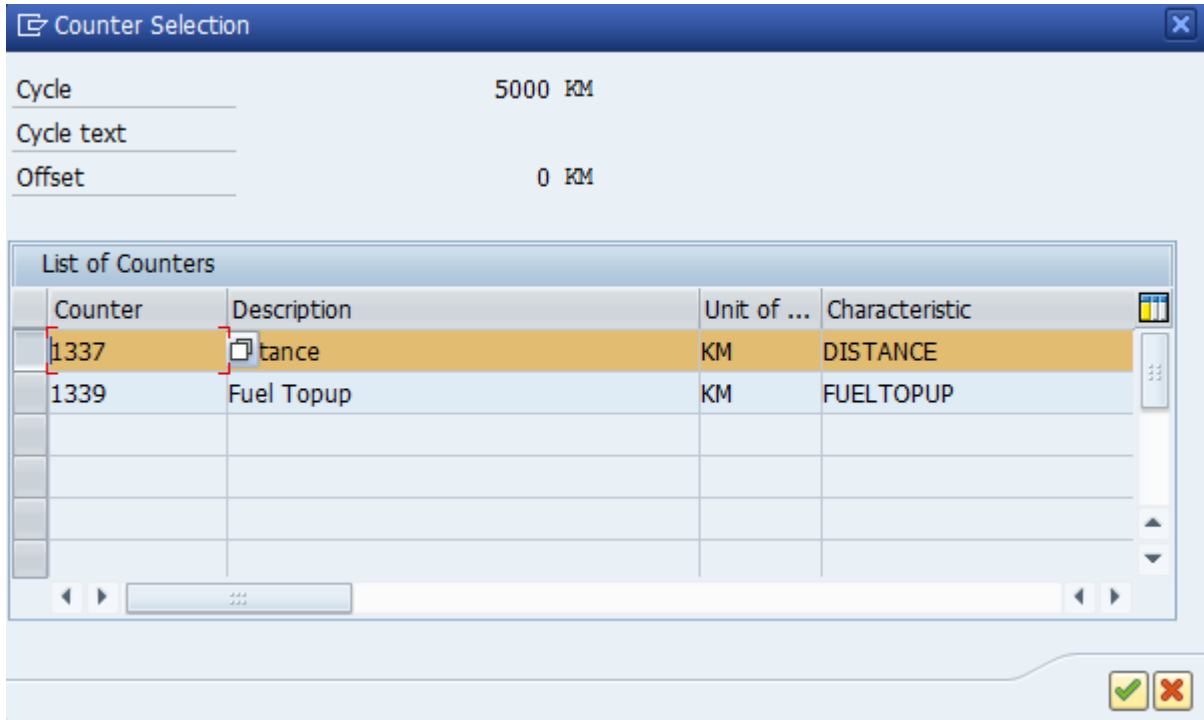 Counter Selection
Cycle 5000 KM
Cycle text
Offset 0 KM
List of Counters
Counter Description Unit of ... Characteristic
1337 tance KM DISTANCE
1339 Fuel Topup KM FUELTOPUP